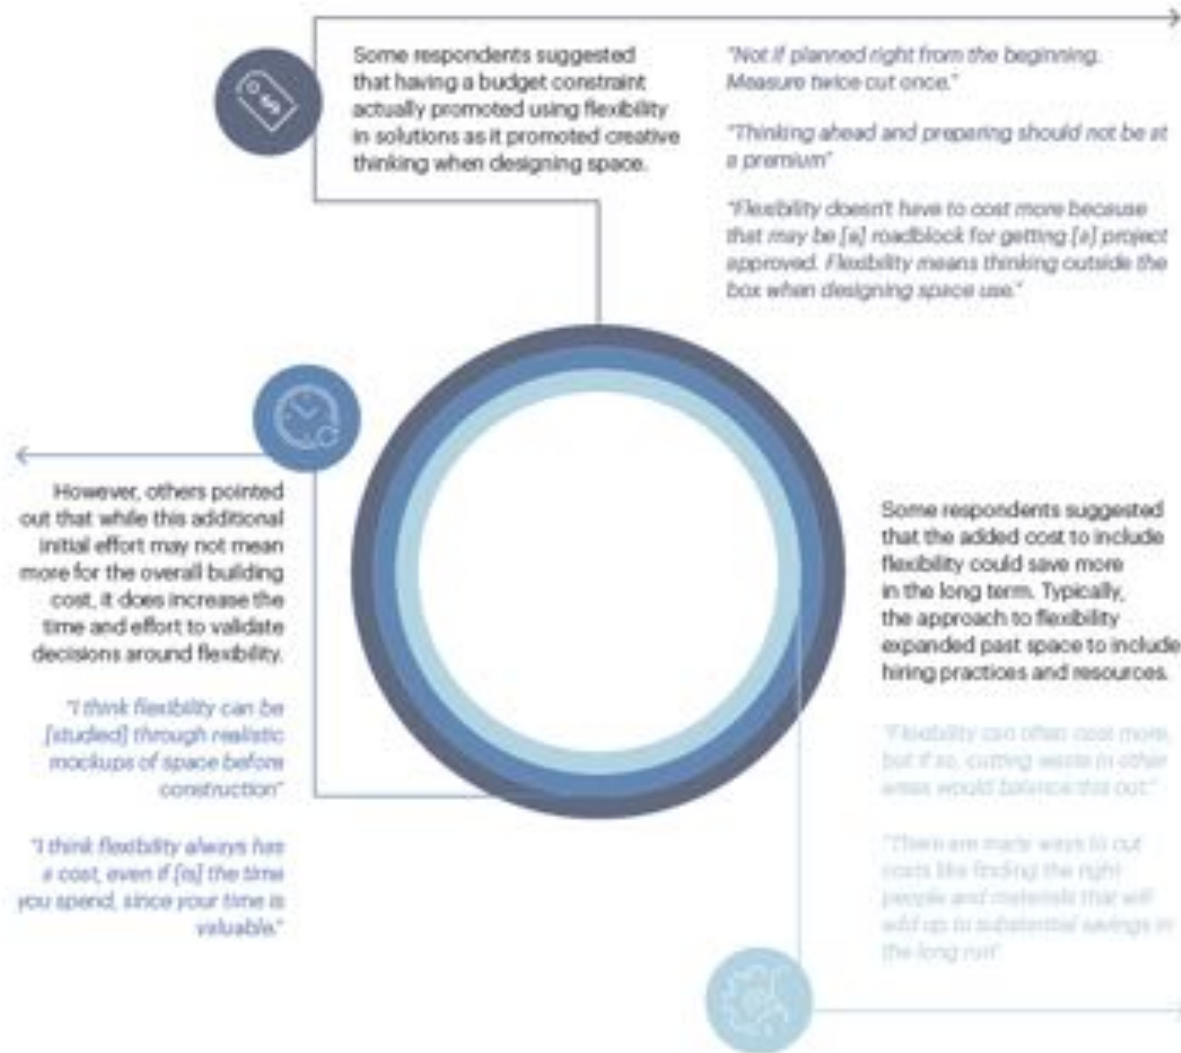 Some respondents suggested
that having a budget constraint
actually promoted using flexibility
in solutions as it promoted creative
thinking when designing space.
"Not if planned right from the beginning.
Measure twice cut once."
"Thinking ahead and preparing should not be at
a premium"
"Flexibility doesn't have to cost more because
that may be [a] roadblock for getting [a] project
approved. Flexibility means thinking outside the
box when designing space use."
However, others pointed
out that while this additional
initial effort may not mean
more for the overall building
cost, it does increase the
time and effort to validate
decisions around flexibility.
"I think flexibility can be
[studied] through realistic
mockups of space before
construction"
"I think flexibility always has
a cost, even if [is] the time
you spend, since your time is
valuable."
Some respondents suggested
that the added cost to include
flexibility could save more
in the long term. Typically,
the approach to flexibility
expanded past space to include
hiring practices and resources.
"Flexibility can often cost more,
but if so, cutting waste in other
areas would balance this out."
"There are many ways to cut
costs like finding the right
people and materials that will
add up to substantial savings in
the long run"
$